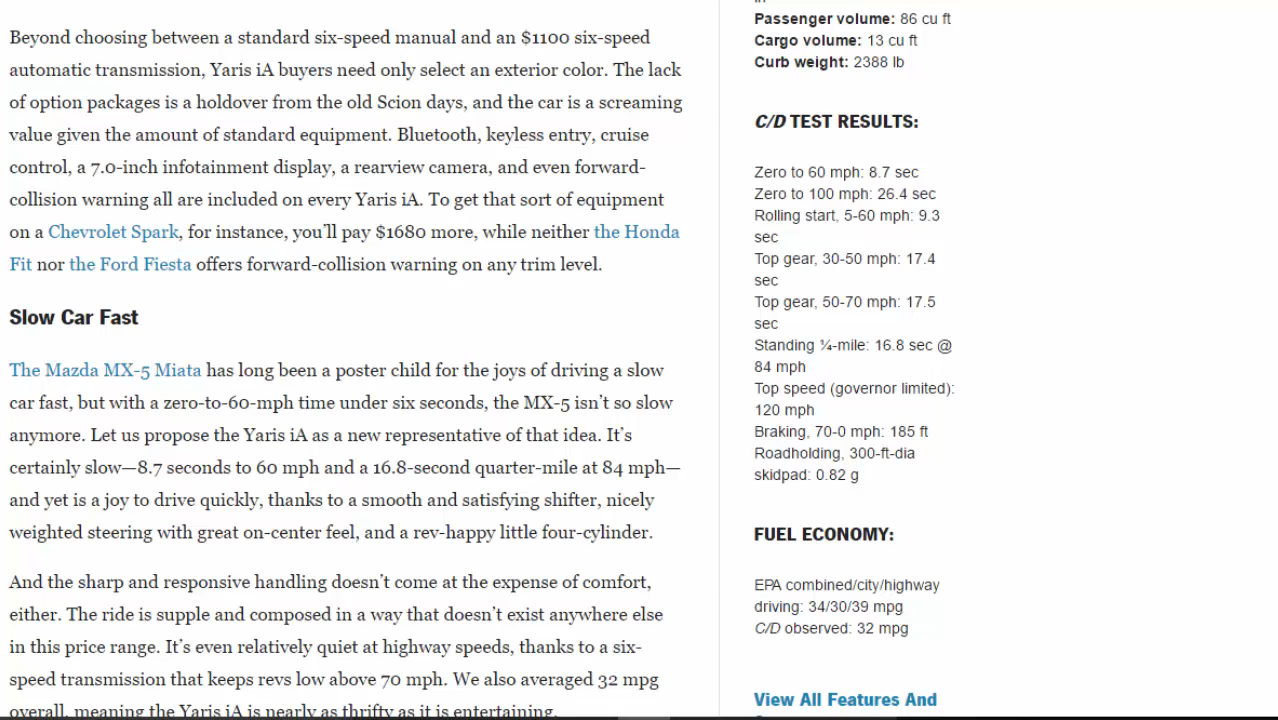 Beyond choosing between a standard six-speed manual and an $1100 six-speed
automatic transmission, Yaris iA buyers need only select an exterior color. The lack
of option packages is a holdover from the old Scion days, and the car is a screaming
value given the amount of standard equipment. Bluetooth, keyless entry, cruise
control, a 7.0-inch infotainment display, a rearview camera, and even forward-
collision warning all are included on every Yaris iA. To get that sort of equipment
on a Chevrolet Spark, for instance, you'll pay $1680 more, while neither the Honda
Fit nor the Ford Fiesta offers forward-collision warning on any trim level.
Slow Car Fast
The Mazda MX-5 Miata has long been a poster child for the joys of driving a slow
car fast, but with a zero-to-60-mph time under six seconds, the MX-5 isn't so slow
anymore. Let us propose the Yaris iA as a new representative of that idea. It's
certainly slow—8.7 seconds to 60 mph and a 16.8-second quarter-mile at 84 mph—
and yet is a joy to drive quickly, thanks to a smooth and satisfying shifter, nicely
weighted steering with great on-center feel, and a rev-happy little four-cylinder.
And the sharp and responsive handling doesn't come at the expense of comfort,
either. The ride is supple and composed in a way that doesn't exist anywhere else
in this price range. It's even relatively quiet at highway speeds, thanks to a six-
speed transmission that keeps revs low above 70 mph. We also averaged 32 mpg
overall, meaning the Yaris iA is nearly as thrifty as it is entertaining.
Passenger volume: 86 cu ft
Cargo volume: 13 cu ft
Curb weight: 2388 lb
C/D TEST RESULTS:
Zero to 60 mph: 8.7 sec
Zero to 100 mph: 26.4 sec
Rolling start, 5-60 mph: 9.3
sec
Top gear, 30-50 mph: 17.4
sec
Top gear, 50-70 mph: 17.5
sec
Standing ¼-mile: 16.8 sec @
84 mph
Top speed (governor limited):
120 mph
Braking, 70-0 mph: 185 ft
Roadholding, 300-ft-dia
skidpad: 0.82 g
FUEL ECONOMY:
EPA combined/city/highway
driving: 34/30/39 mpg
C/D observed: 32 mpg
View All Features And